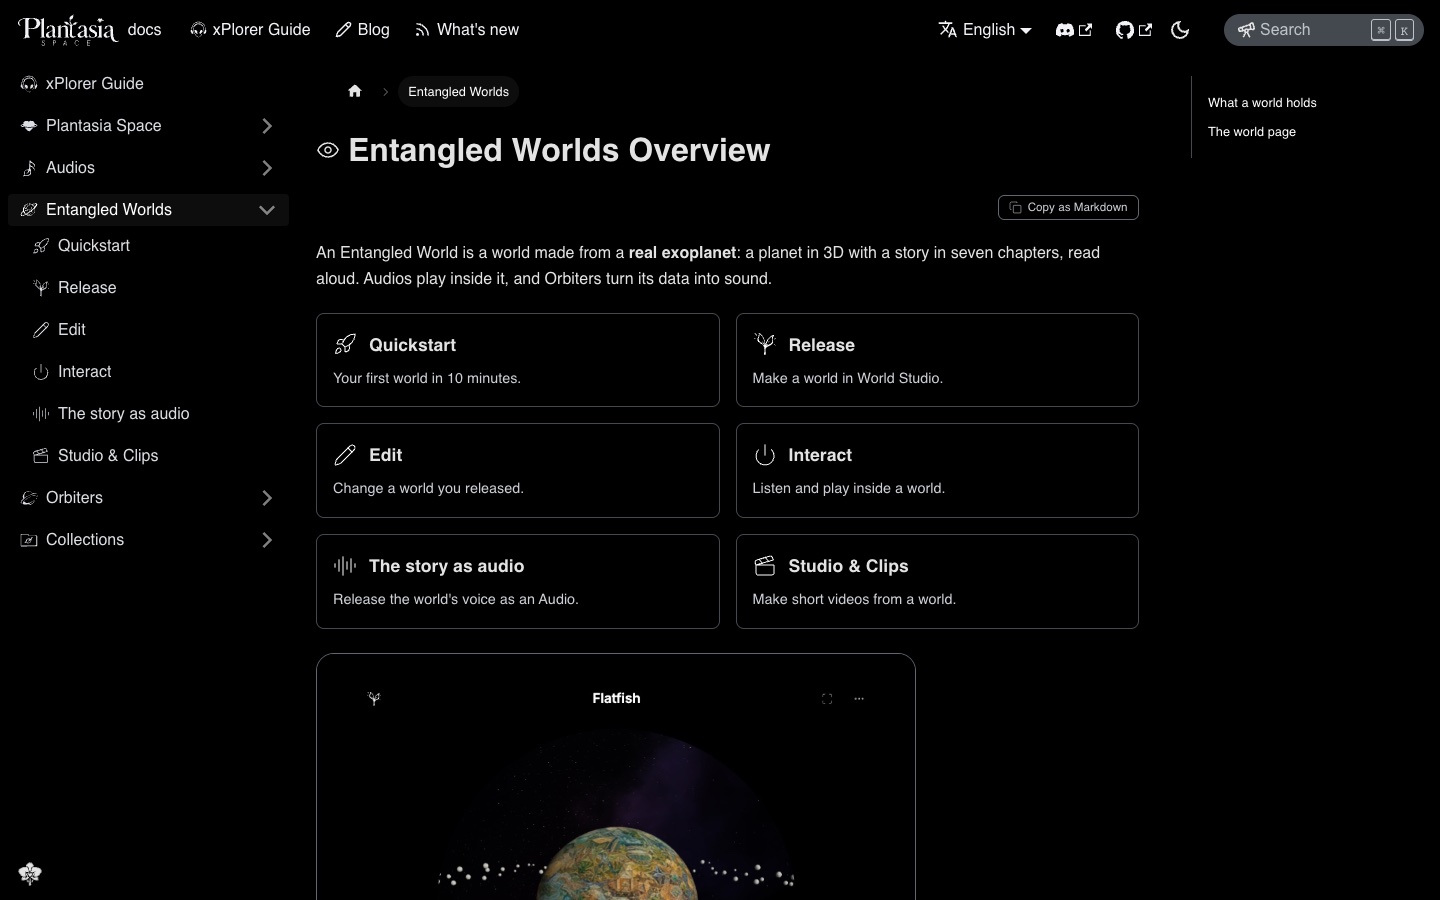 Plantasia
SPACE
docs
xPlorer Guide
Blog
What's new
English
Search
⌘
K
xPlorer Guide
Plantasia Space
Audios
Entangled Worlds
Quickstart
Release
Edit
Interact
The story as audio
Studio & Clips
Orbiters
Collections
Entangled Worlds
Entangled Worlds Overview
Copy as Markdown
An Entangled World is a world made from a real exoplanet: a planet in 3D with a story in seven chapters, read
aloud. Audios play inside it, and Orbiters turn its data into sound.
Quickstart
Your first world in 10 minutes.
Release
Make a world in World Studio.
Edit
Change a world you released.
Interact
Listen and play inside a world.
The story as audio
Release the world's voice as an Audio.
Studio & Clips
Make short videos from a world.
Flatfish
What a world holds
The world page